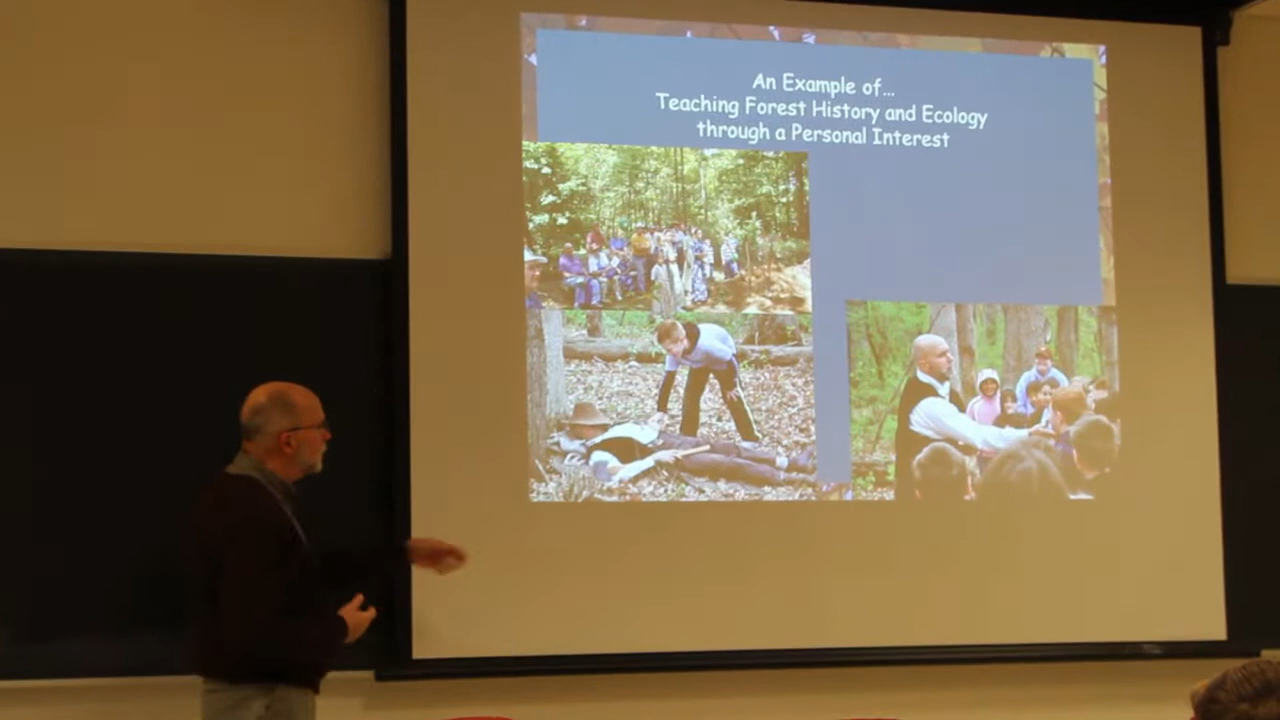 An Example of...
Teaching Forest History and Ecology
through a Personal Interest